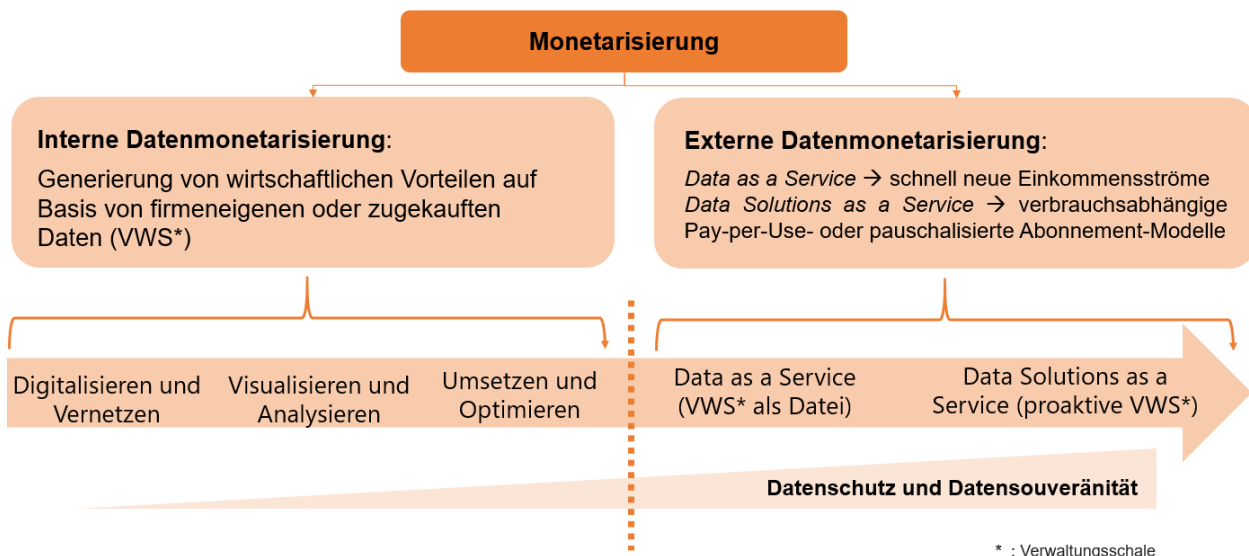 Monetarisierung
Interne Datenmonetarisierung:
Generierung von wirtschaftlichen Vorteilen auf
Basis von firmeneigenen oder zugekauften
Daten (VWS*)
Externe Datenmonetarisierung:
Data as a Service → schnell neue Einkommensströme
Data Solutions as a Service → verbrauchsabhängige
Pay-per-Use- oder pauschalisierte Abonnement-Modelle
Digitalisieren und
Vernetzen
Visualisieren und
Analysieren
Umsetzen und
Optimieren
Data as a Service
(VWS* als Datei)
Data Solutions as a
Service (proaktive VWS*)
Datenschutz und Datensouveränität
* : Verwaltungsschale